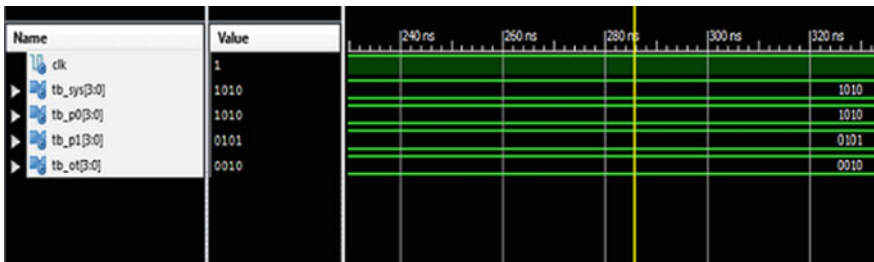 Name Value 240 ns 260 ns 280 ns 300 ns 320 ns
clk 1
tb_sys[3:0] 1010 1010
tb_p0[3:0] 1010 1010
tb_p1[3:0] 0101 0101
tb_ot[3:0] 0010 0010